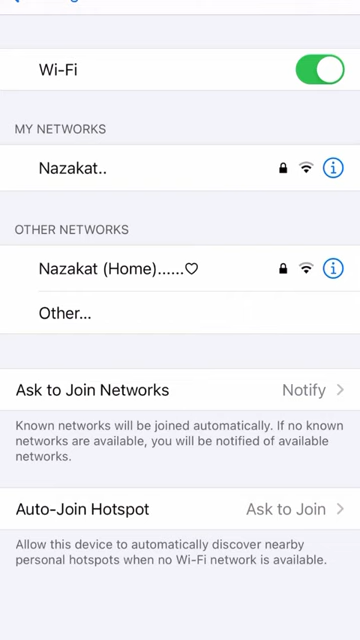 Wi-Fi
MY NETWORKS
Nazakat..
OTHER NETWORKS
Nazakat (Home)......♡
Other...
Ask to Join Networks Notify
Known networks will be joined automatically. If no known
networks are available, you will be notified of available
networks.
Auto-Join Hotspot Ask to Join
Allow this device to automatically discover nearby
personal hotspots when no Wi-Fi network is available.